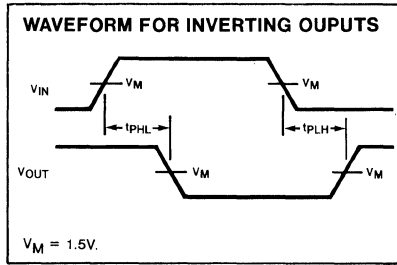 WAVEFORM FOR INVERTING OUPUTS
VIN
VM
VM
tPHL
tPLH
VOUT
VM
VM
VM = 1.5V.